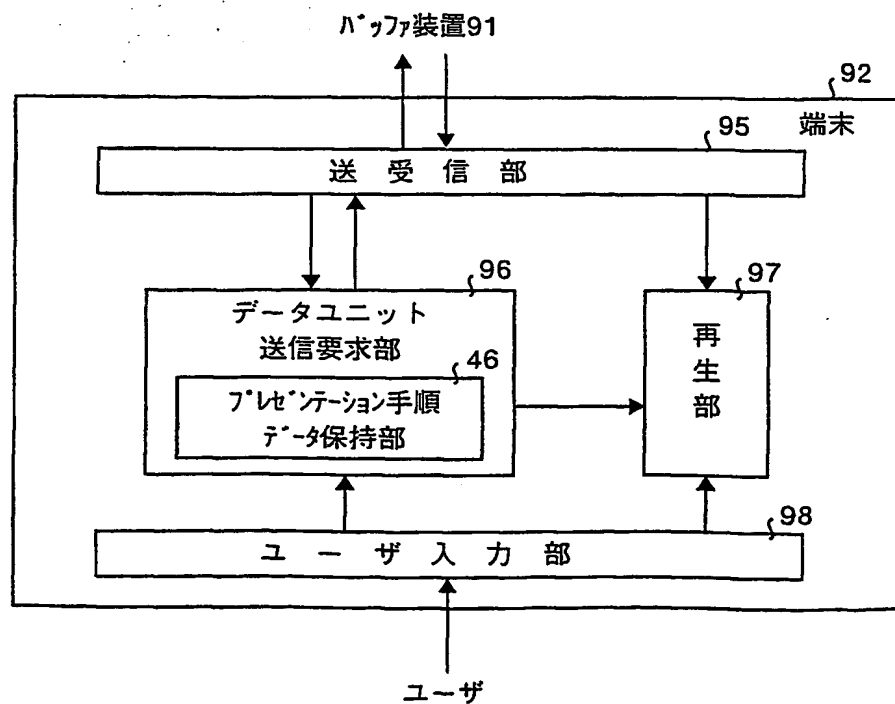 バッファ装置91
92
端末
95
送受信部
96
97
データユニット
送信要求部
再生部
46
プレゼンテーション手順
データ保持部
98
ユーザ入力部
ユーザ